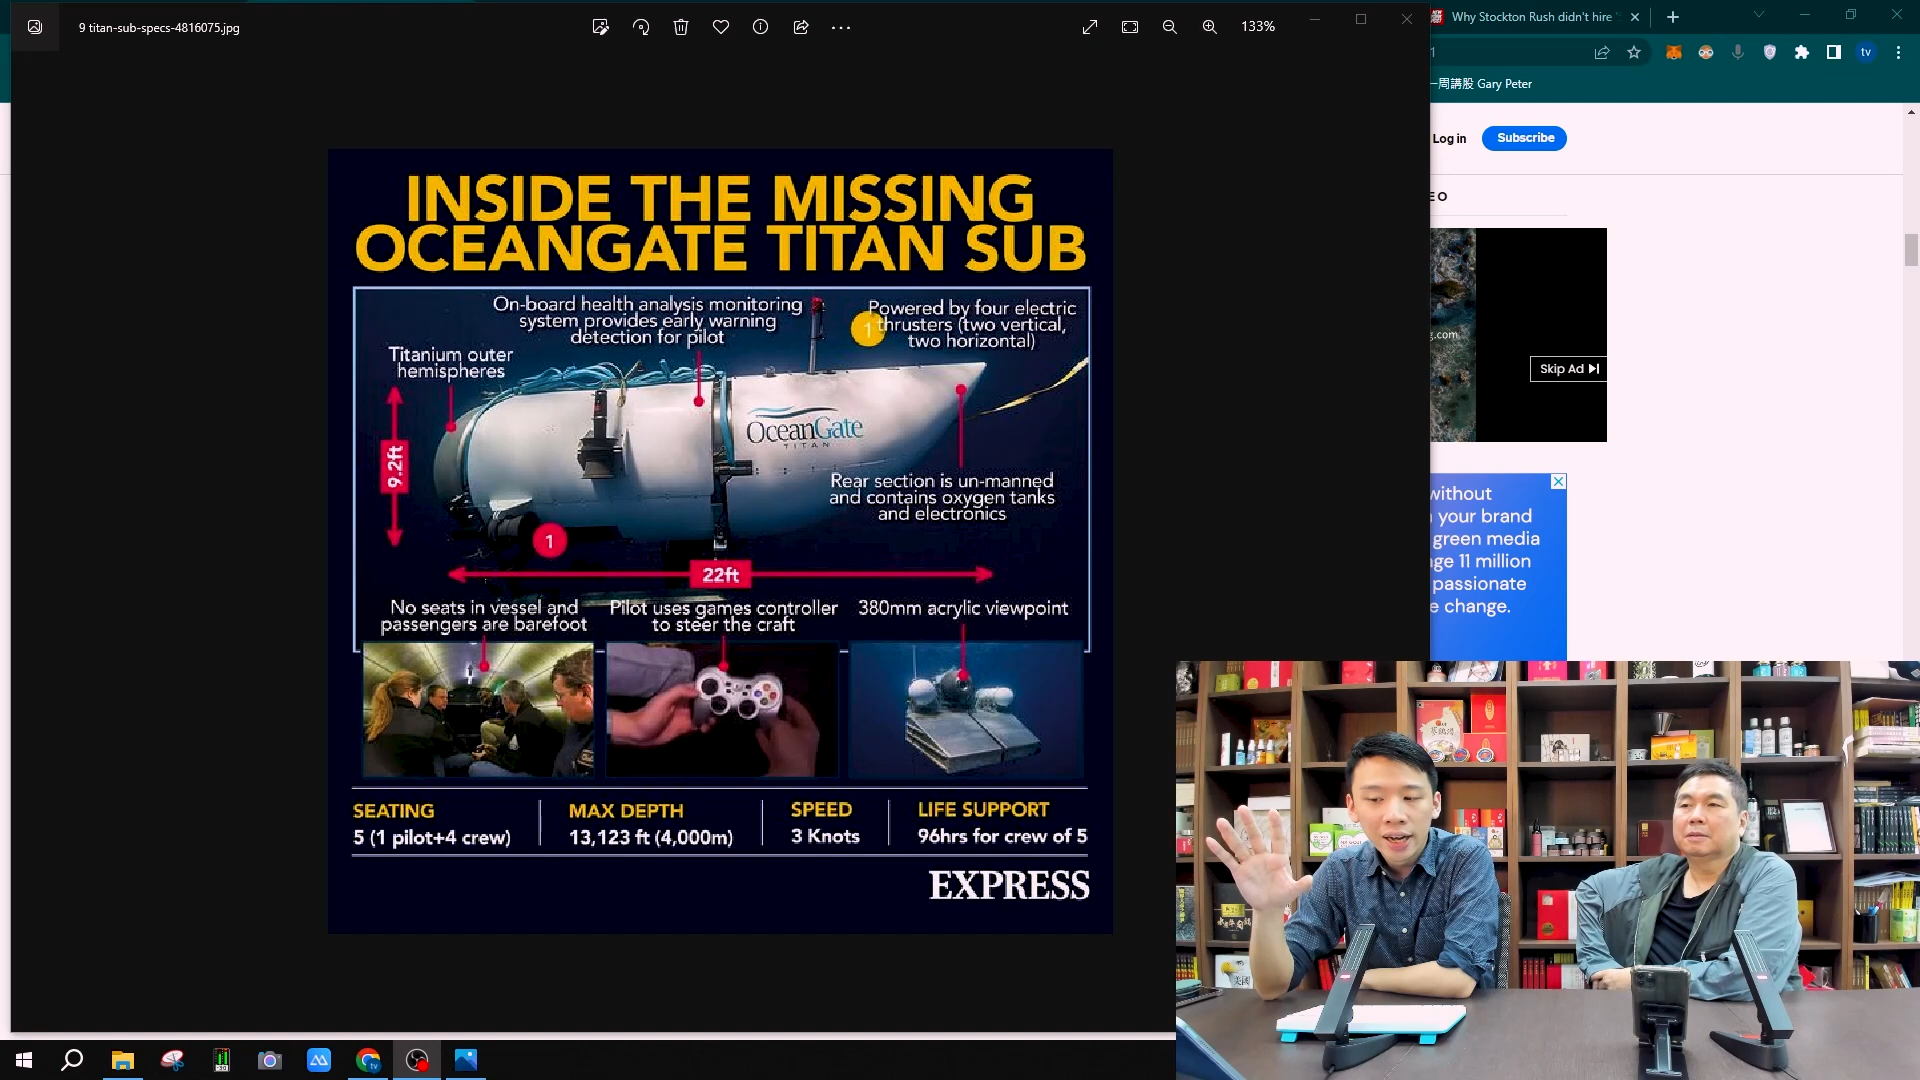 9 titan-sub-specs-4816075.jpg
133%
Why Stockton Rush didn't hire
tv
一周講股 Gary Peter
Log in
Subscribe
EO
INSIDE THE MISSING
OCEANGATE TITAN SUB
On-board health analysis monitoring
system provides early warning
detection for pilot
1
Powered by four electric
thrusters (two vertical,
two horizontal)
Titanium outer
hemispheres
9.2ft
OceanGate
TITAN
Rear section is un-manned
and contains oxygen tanks
and electronics
1
22ft
No seats in vessel and
passengers are barefoot
Pilot uses games controller
to steer the craft
380mm acrylic viewpoint
SEATING
5 (1 pilot+4 crew)
MAX DEPTH
13,123 ft (4,000m)
SPEED
3 Knots
LIFE SUPPORT
96hrs for crew of 5
EXPRESS
.com
Skip Ad
without
your brand
green media
nge 11 million
passionate
e change.